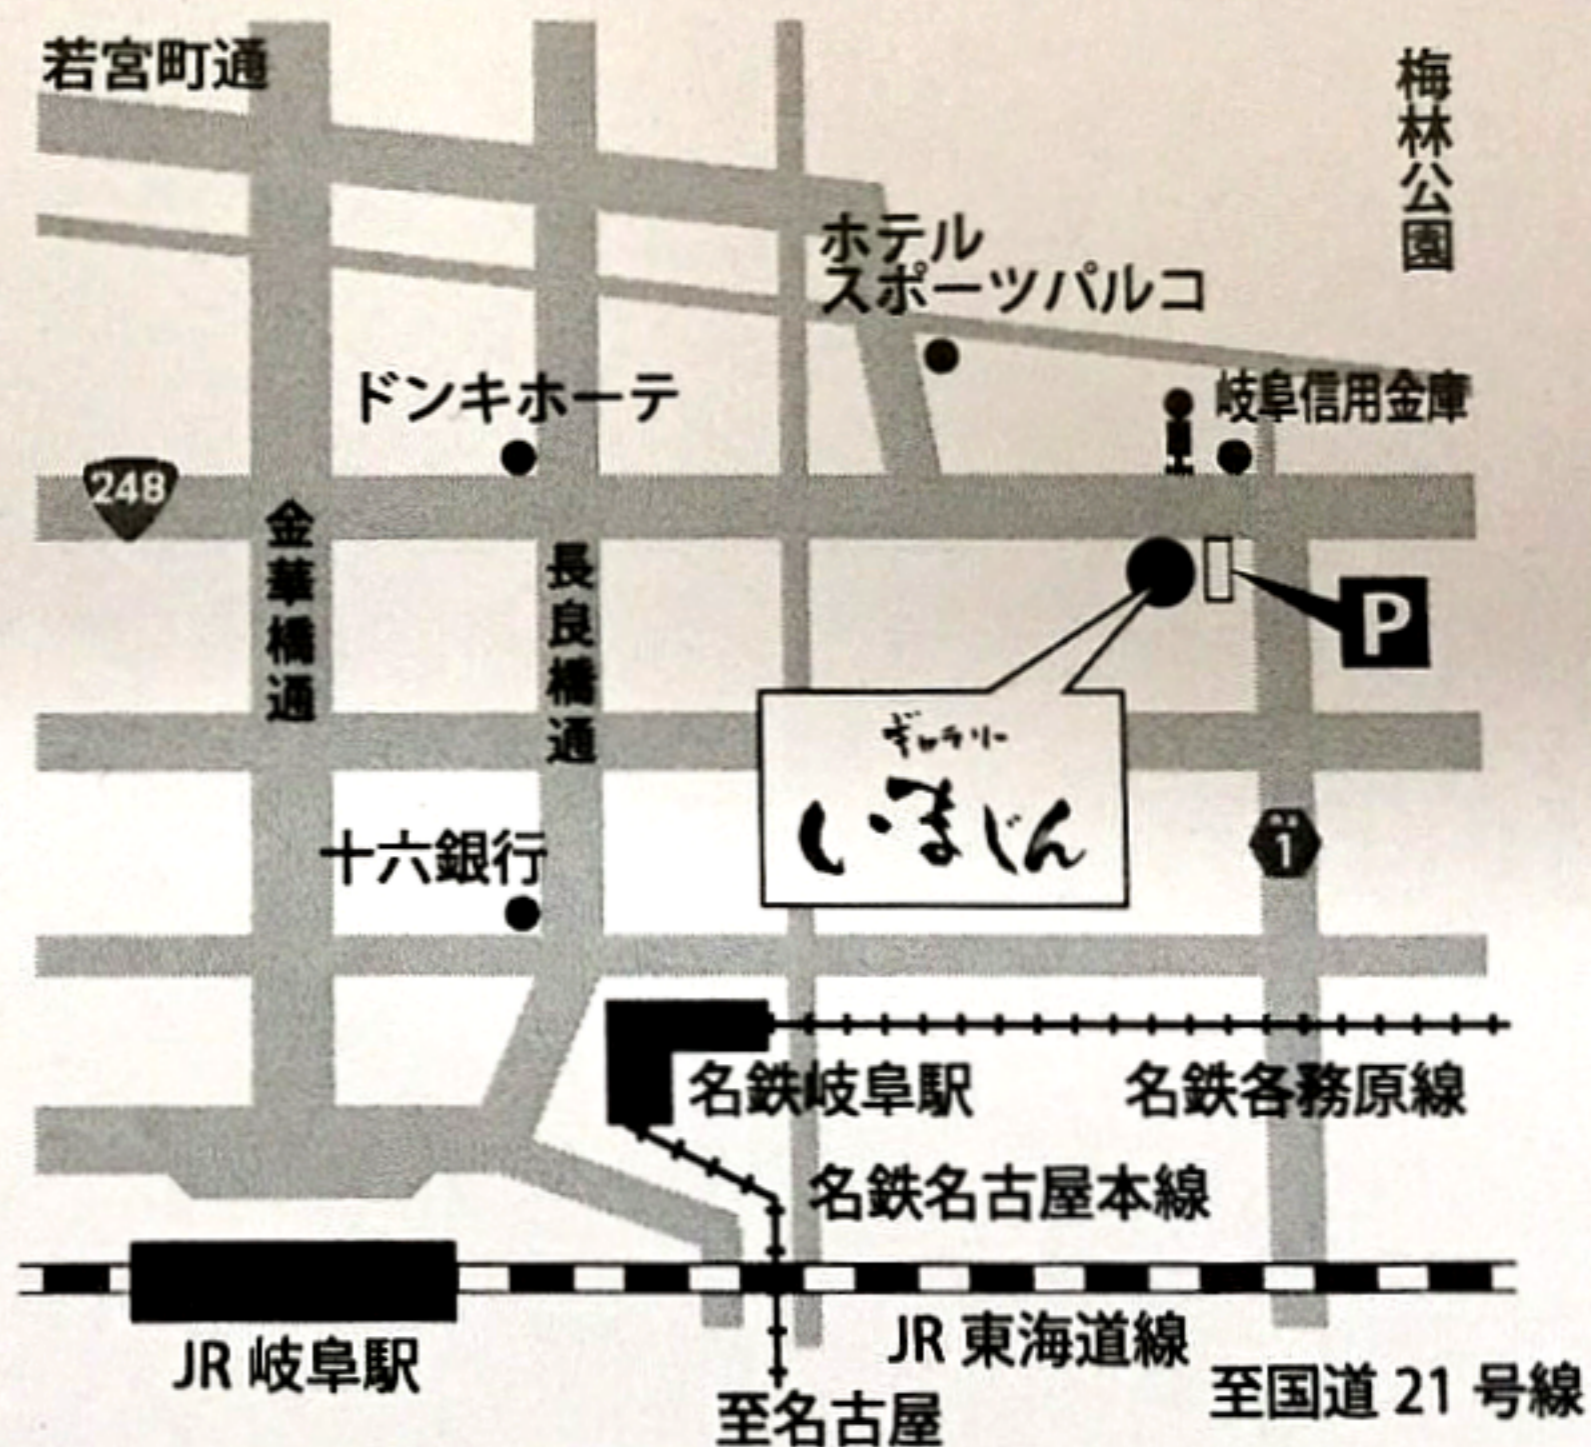 若宮町通
梅林公園
ホテル
スポーツパルコ
ドンキホーテ
岐阜信用金庫
248
金華橋通
長良橋通
P
ギャラリー
いまじん
十六銀行
1
名鉄岐阜駅
名鉄各務原線
名鉄名古屋本線
JR 岐阜駅
JR 東海道線
至国道 21 号線
至名古屋